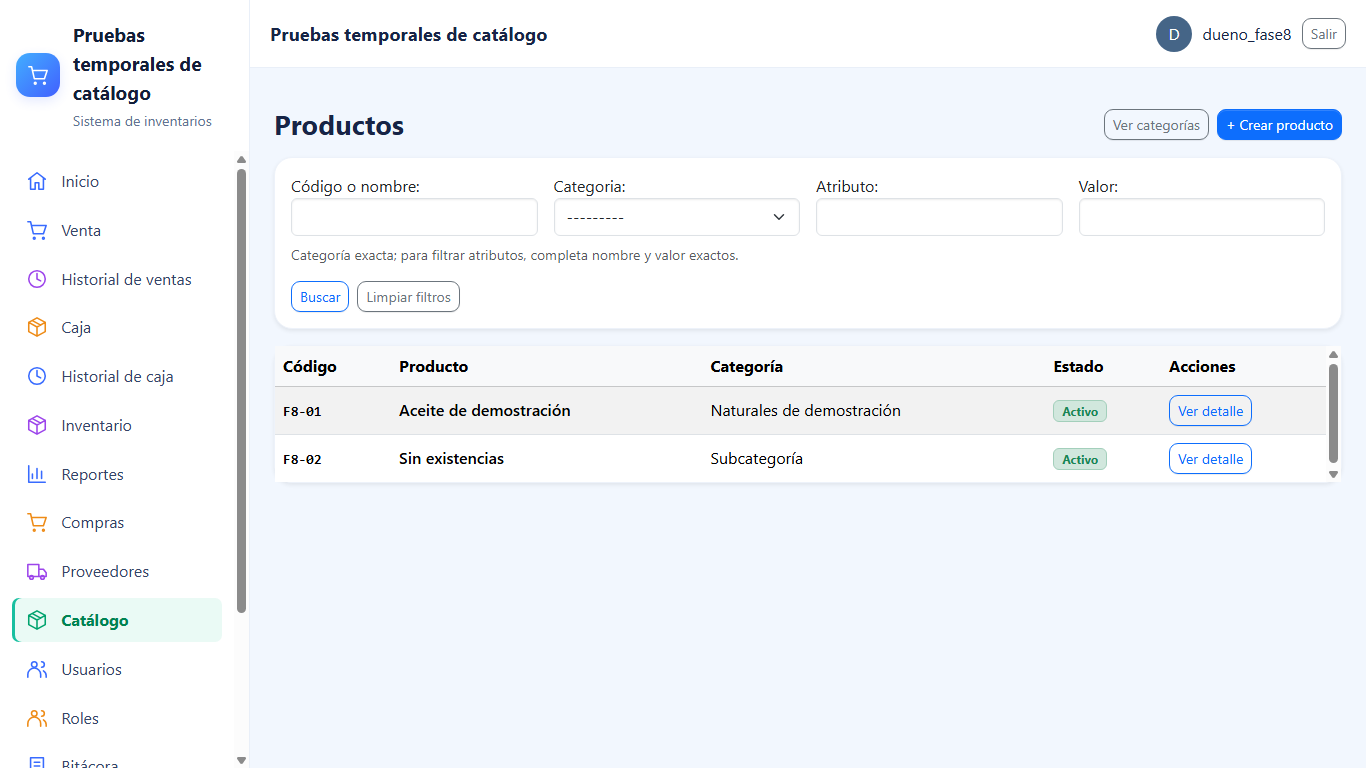 Pruebas
temporales de
catálogo
Sistema de inventarios
Inicio
Venta
Historial de ventas
Caja
Historial de caja
Inventario
Reportes
Compras
Proveedores
Catálogo
Usuarios
Roles
Bitácora
Pruebas temporales de catálogo
D dueno_fase8 Salir
Productos
Ver categorías + Crear producto
Código o nombre: Categoria: Atributo: Valor:
---------
Categoría exacta; para filtrar atributos, completa nombre y valor exactos.
Buscar Limpiar filtros
Código Producto Categoría Estado Acciones
F8-01 Aceite de demostración Naturales de demostración Activo Ver detalle
F8-02 Sin existencias Subcategoría Activo Ver detalle